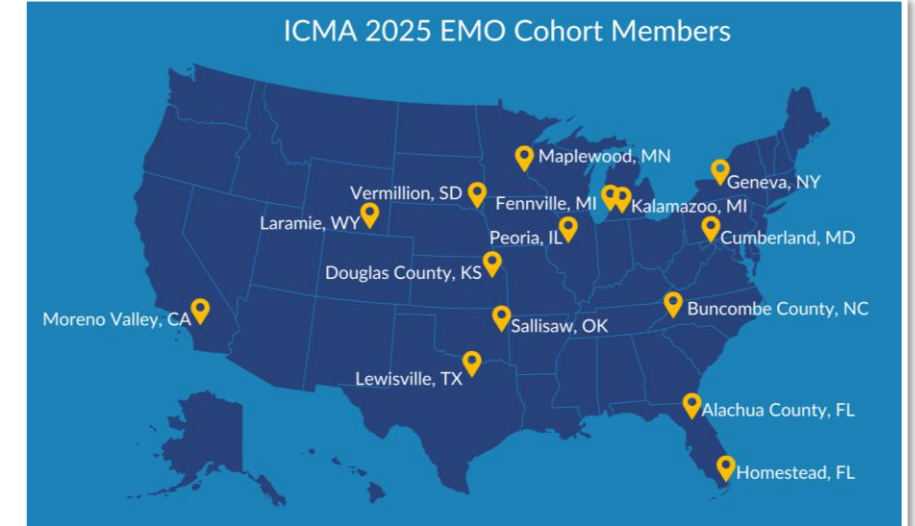 ICMA 2025 EMO Cohort Members
Maplewood, MN
Geneva, NY
Vermillion, SD
Fennville, MI
Kalamazoo, MI
Laramie, WY
Peoria, IL
Cumberland, MD
Douglas County, KS
Moreno Valley, CA
Buncombe County, NC
Sallisaw, OK
Lewisville, TX
Alachua County, FL
Homestead, FL